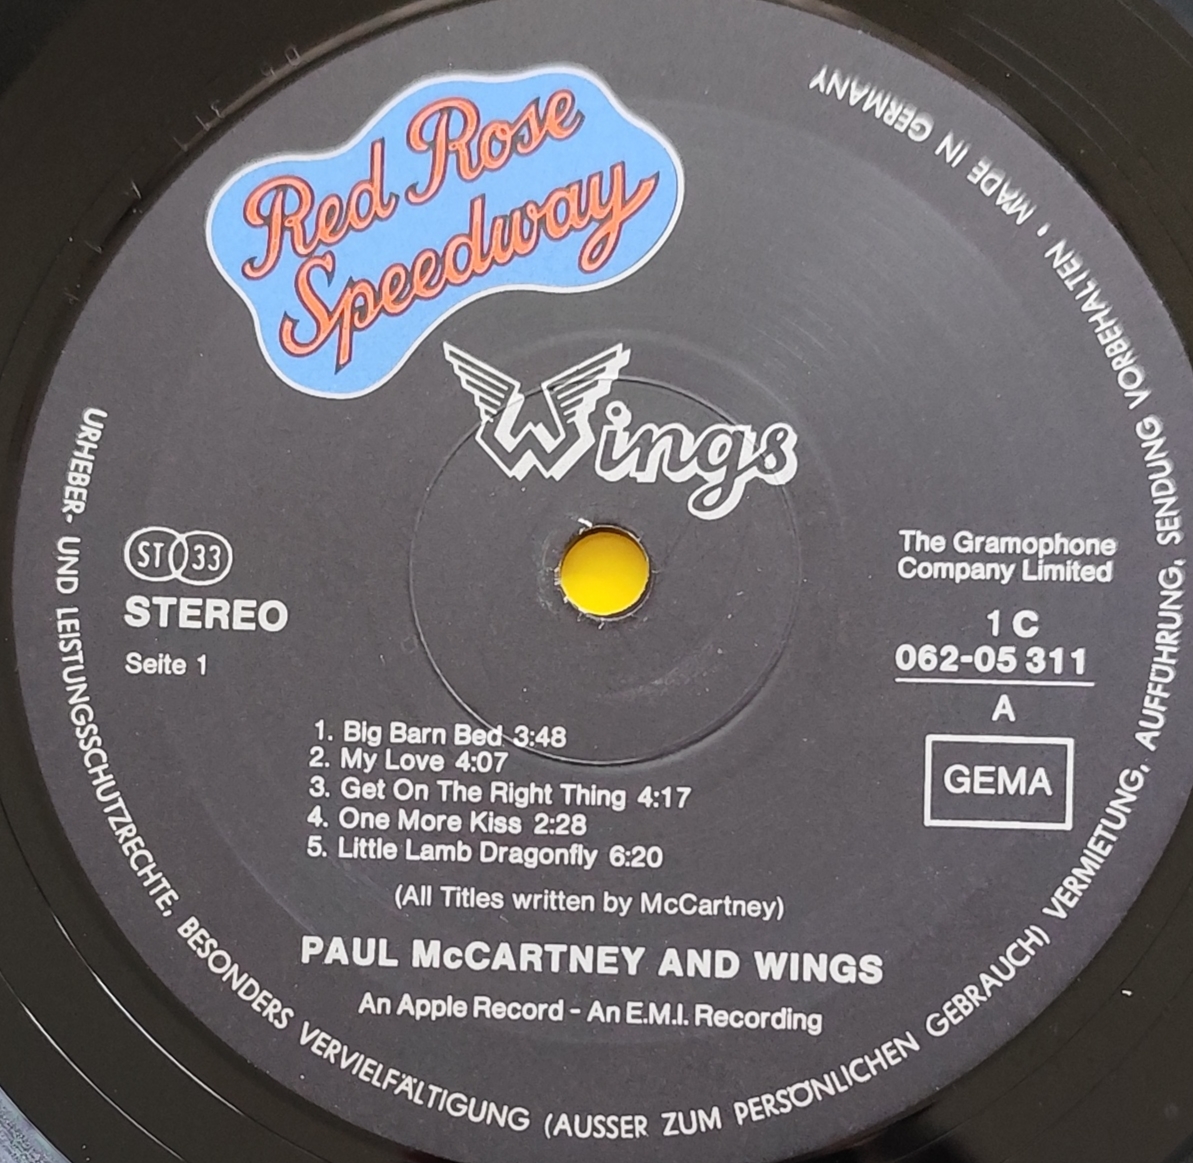 Red Rose
Speedway
Wings
ST 33
STEREO
Seite 1
The Gramophone
Company Limited
1 C
062-05 311
A
GEMA
1. Big Barn Bed 3:48
2. My Love 4:07
3. Get On The Right Thing 4:17
4. One More Kiss 2:28
5. Little Lamb Dragonfly 6:20
(All Titles written by McCartney)
PAUL McCARTNEY AND WINGS
An Apple Record - An E.M.I. Recording
URHEBER- UND LEISTUNGSSCHUTZRECHTE, BESONDERS VERVIELFÄLTIGUNG (AUSSER ZUM PERSÖNLICHEN GEBRAUCH) VERMIETUNG, AUFFÜHRUNG, SENDUNG VORBEHALTEN · MADE IN GERMANY